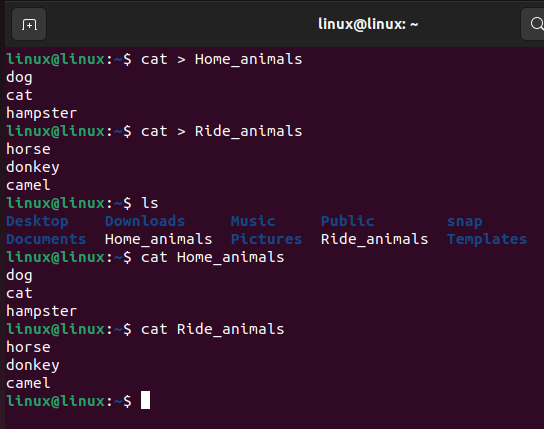 linux@linux: ~
linux@linux:~$ cat > Home_animals
dog
cat
hampster
linux@linux:~$ cat > Ride_animals
horse
donkey
camel
linux@linux:~$ ls
Desktop Downloads Music Public snap
Documents Home_animals Pictures Ride_animals Templates
linux@linux:~$ cat Home_animals
dog
cat
hampster
linux@linux:~$ cat Ride_animals
horse
donkey
camel
linux@linux:~$